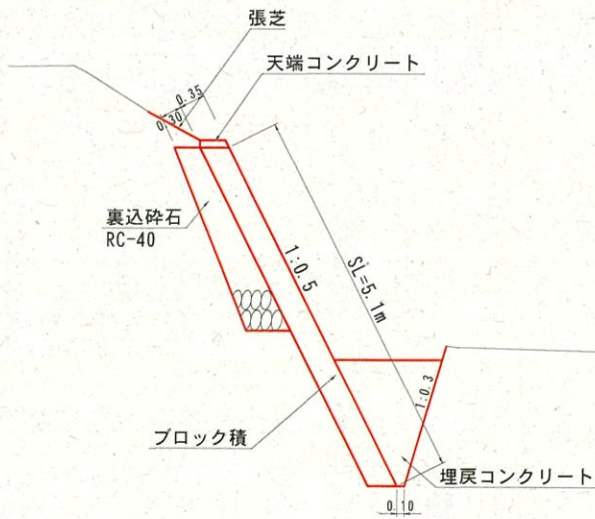 張芝
天端コンクリート
0.35
0.30
裏込砕石
RC-40
1:0.5
SL=5.1m
1:0.3
ブロック積
埋戻コンクリート
0.10